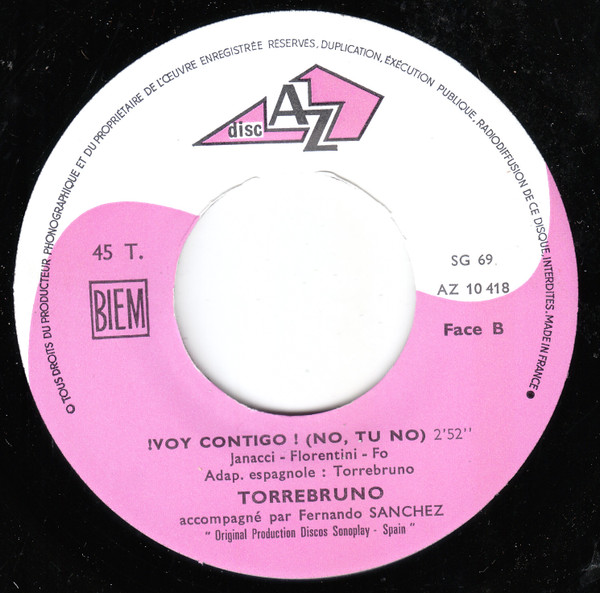 © TOUS DROITS DU PRODUCTEUR PHONOGRAPHIQUE ET DU PROPRIÉTAIRE DE L'ŒUVRE ENREGISTRÉE RÉSERVÉS. DUPLICATION, EXÉCUTION PUBLIQUE, RADIODIFFUSION DE CE DISQUE INTERDITES. MADE IN FRANCE
disc AZ
45 T.
BIEM
SG 69
AZ 10 418
Face B
!VOY CONTIGO ! (NO, TU NO) 2'52''
Janacci - Florentini - Fo
Adap. espagnole : Torrebruno
TORREBRUNO
accompagné par Fernando SANCHEZ
" Original Production Discos Sonoplay - Spain "